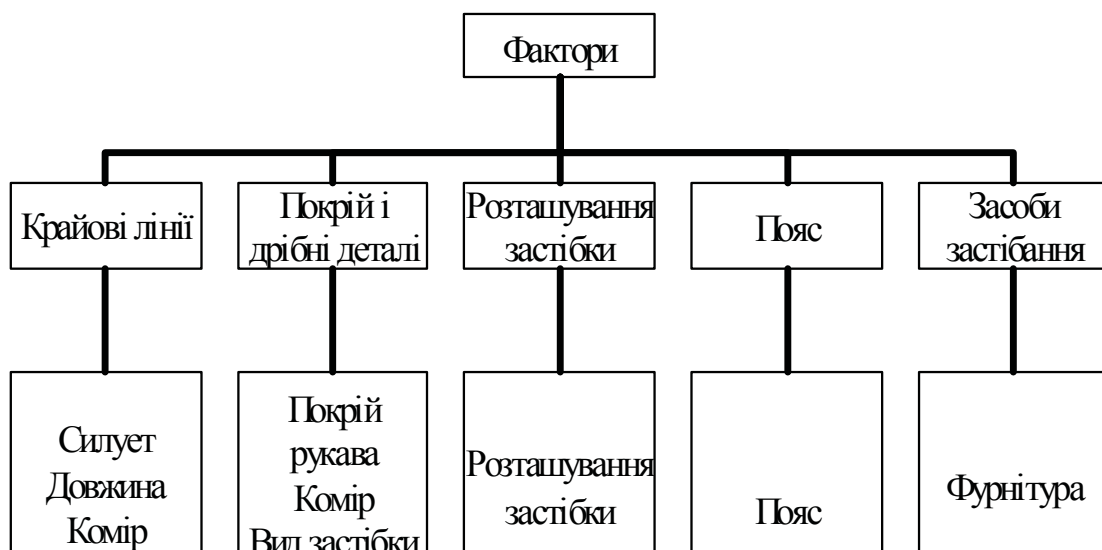 Фактори
Крайові лінії
Покрій і
дрібні деталі
Розташування
застібки
Пояс
Засоби
застібання
Силует
Довжина
Комір
Покрій
рукава
Комір
Вид застібки
Розташування
застібки
Пояс
Фурнітура